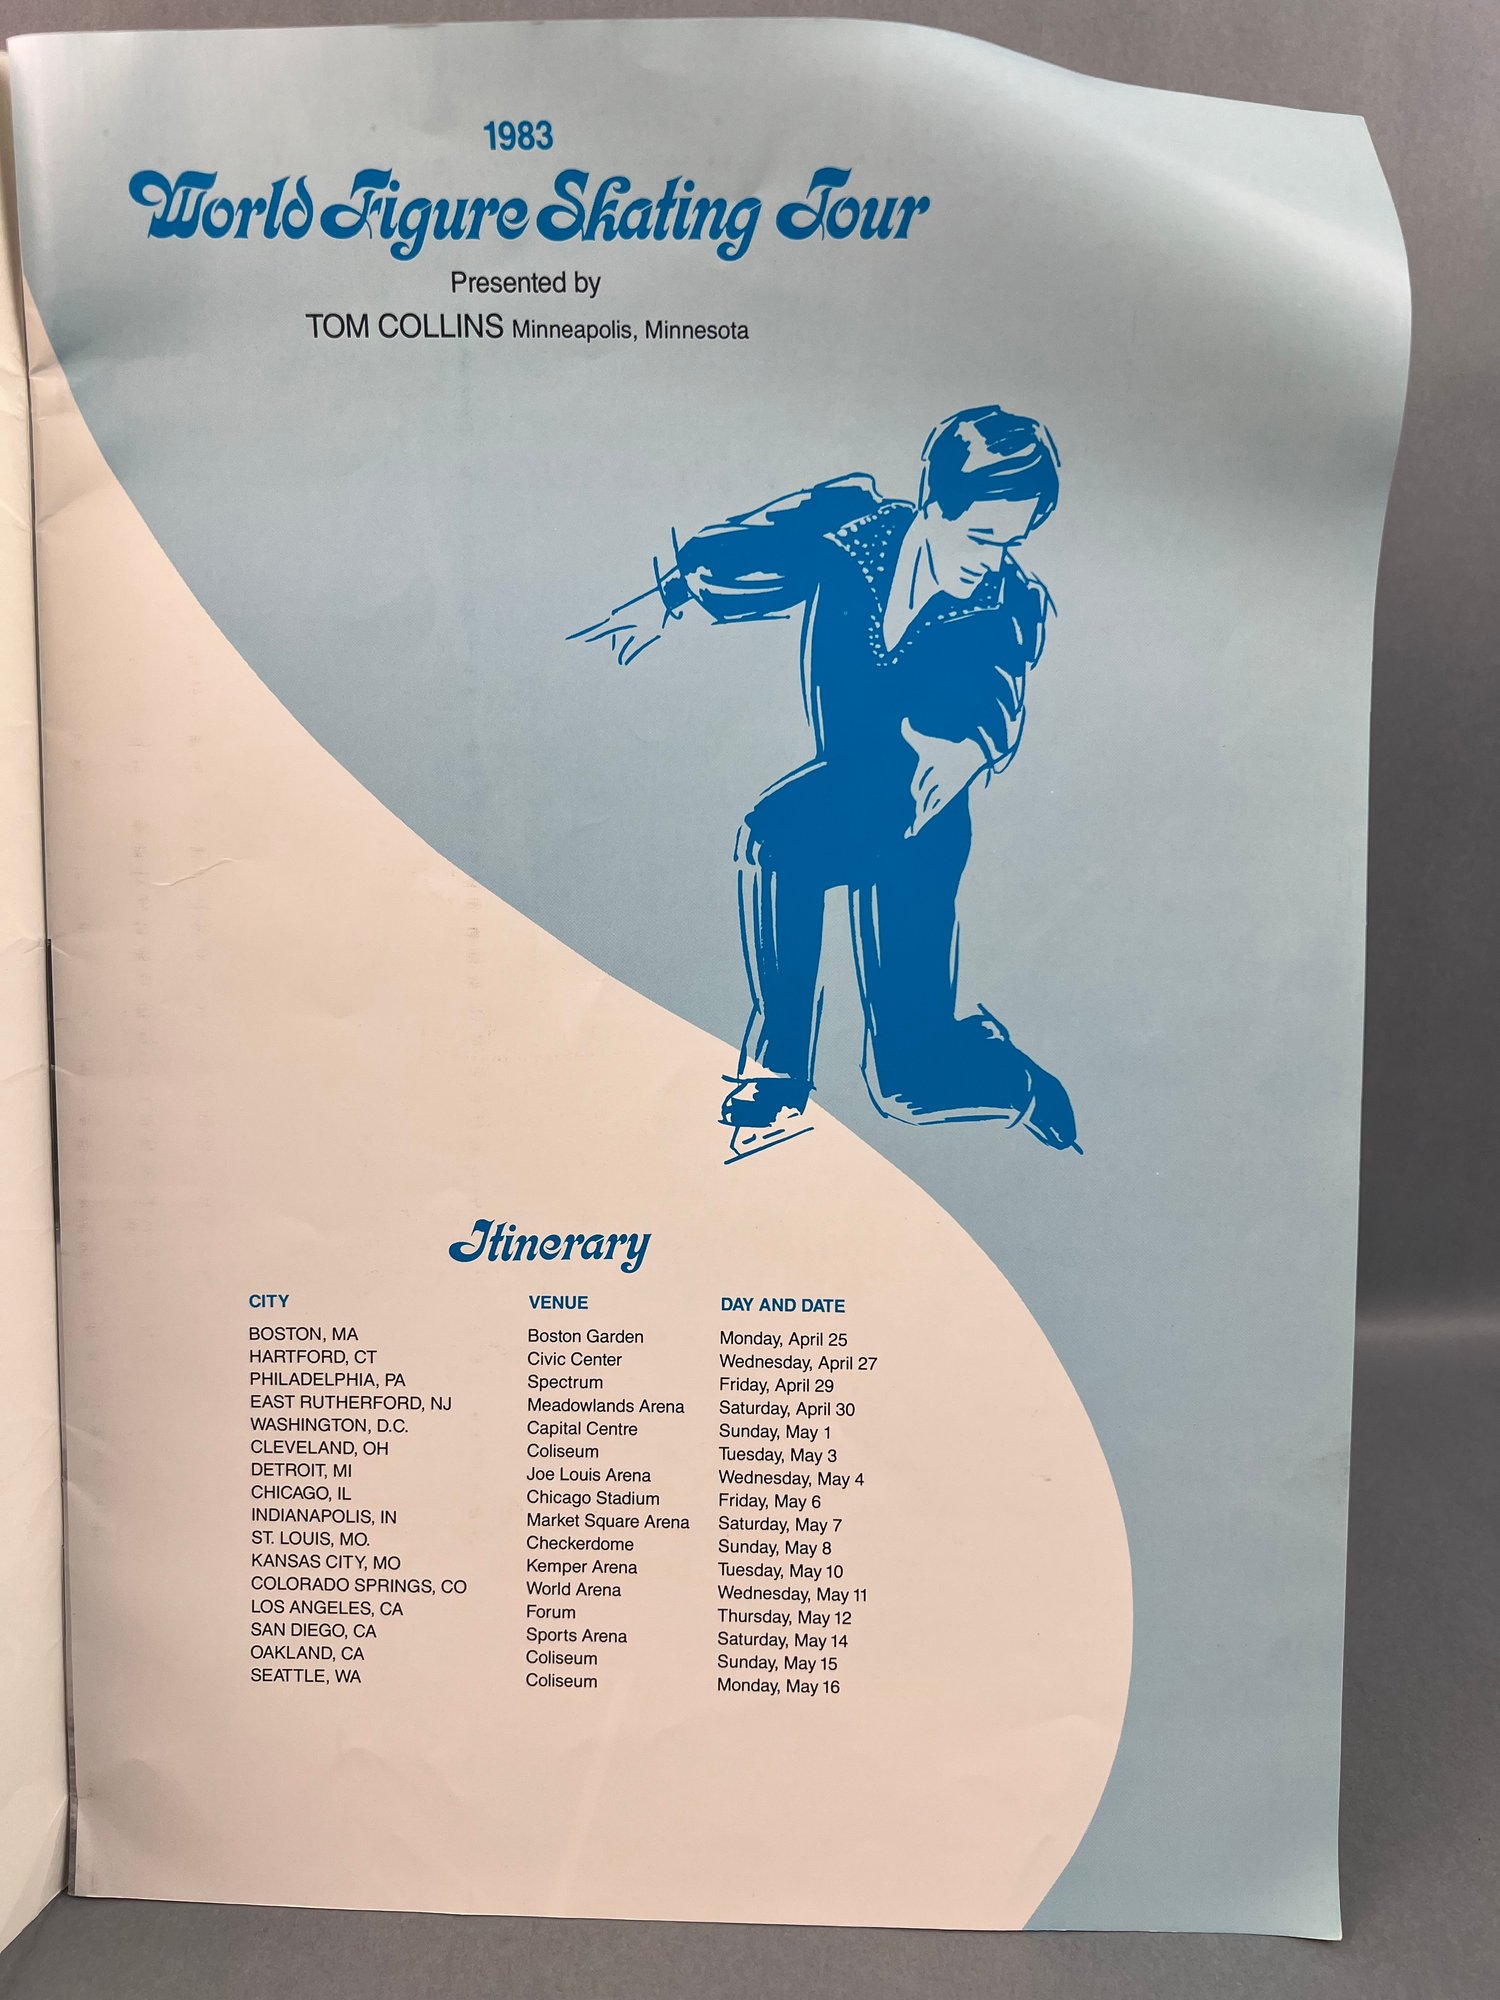 1983
World Figure Skating Tour
Presented by
TOM COLLINS Minneapolis, Minnesota
Itinerary
CITY VENUE DAY AND DATE
BOSTON, MA Boston Garden Monday, April 25
HARTFORD, CT Civic Center Wednesday, April 27
PHILADELPHIA, PA Spectrum Friday, April 29
EAST RUTHERFORD, NJ Meadowlands Arena Saturday, April 30
WASHINGTON, D.C. Capital Centre Sunday, May 1
CLEVELAND, OH Coliseum Tuesday, May 3
DETROIT, MI Joe Louis Arena Wednesday, May 4
CHICAGO, IL Chicago Stadium Friday, May 6
INDIANAPOLIS, IN Market Square Arena Saturday, May 7
ST. LOUIS, MO. Checkerdome Sunday, May 8
KANSAS CITY, MO Kemper Arena Tuesday, May 10
COLORADO SPRINGS, CO World Arena Wednesday, May 11
LOS ANGELES, CA Forum Thursday, May 12
SAN DIEGO, CA Sports Arena Saturday, May 14
OAKLAND, CA Coliseum Sunday, May 15
SEATTLE, WA Coliseum Monday, May 16